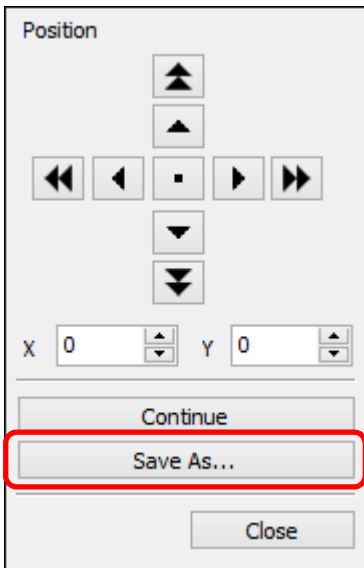 Position
X 0 Y 0
Continue
Save As...
Close